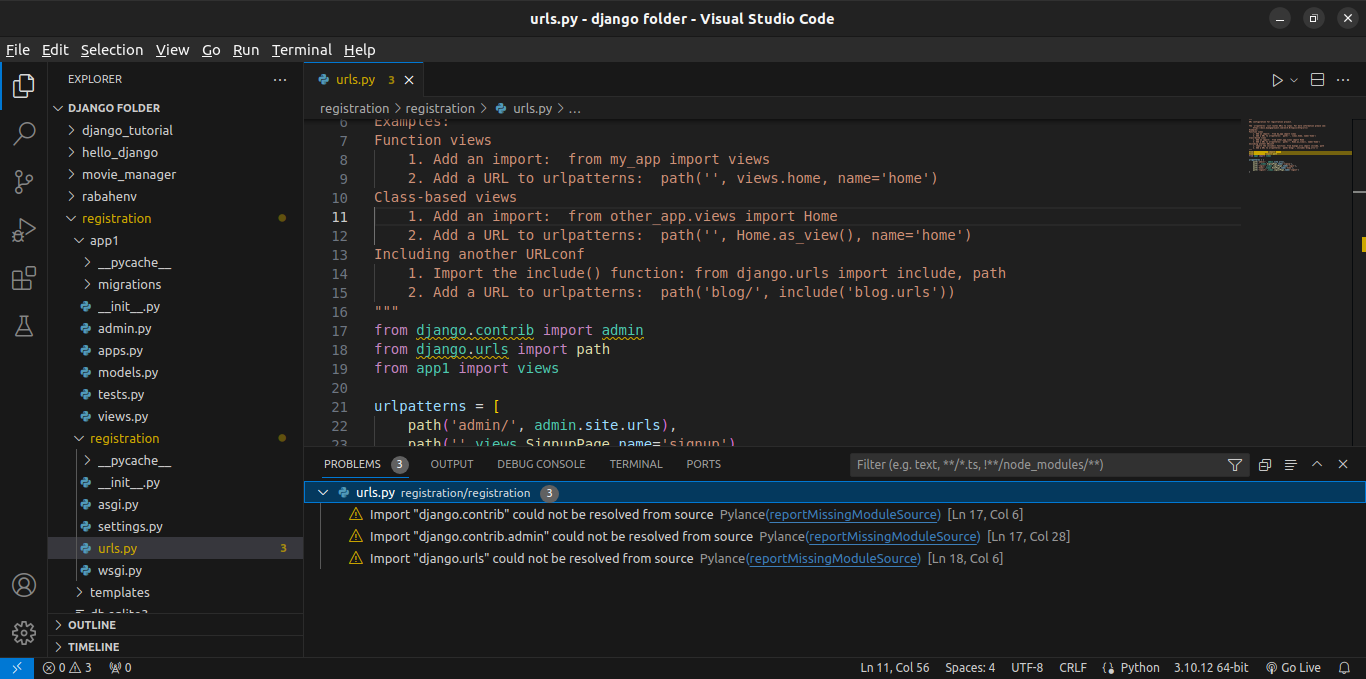 urls.py - django folder - Visual Studio Code
File Edit Selection View Go Run Terminal Help
EXPLORER
DJANGO FOLDER
django_tutorial
hello_django
movie_manager
rabahenv
registration
app1
__pycache__
migrations
__init__.py
admin.py
apps.py
models.py
tests.py
views.py
registration
__pycache__
__init__.py
asgi.py
settings.py
urls.py 3
wsgi.py
templates
db.sqlite3
OUTLINE
TIMELINE
urls.py 3
registration > registration > urls.py > ...
6 Examples:
7 Function views
8 1. Add an import:  from my_app import views
9 2. Add a URL to urlpatterns:  path('', views.home, name='home')
10 Class-based views
11 1. Add an import:  from other_app.views import Home
12 2. Add a URL to urlpatterns:  path('', Home.as_view(), name='home')
13 Including another URLconf
14 1. Import the include() function: from django.urls import include, path
15 2. Add a URL to urlpatterns:  path('blog/', include('blog.urls'))
16 """
17 from django.contrib import admin
18 from django.urls import path
19 from app1 import views
20
21 urlpatterns = [
22 path('admin/', admin.site.urls),
23 path('',views.SignupPage,name='signup')
PROBLEMS 3 OUTPUT DEBUG CONSOLE TERMINAL PORTS Filter (e.g. text, **/*.ts, !**/node_modules/**)
urls.py registration/registration 3
Import "django.contrib" could not be resolved from source Pylance(reportMissingModuleSource) [Ln 17, Col 6]
Import "django.contrib.admin" could not be resolved from source Pylance(reportMissingModuleSource) [Ln 17, Col 28]
Import "django.urls" could not be resolved from source Pylance(reportMissingModuleSource) [Ln 18, Col 6]
0 3 0 Ln 11, Col 56 Spaces: 4 UTF-8 CRLF Python 3.10.12 64-bit Go Live